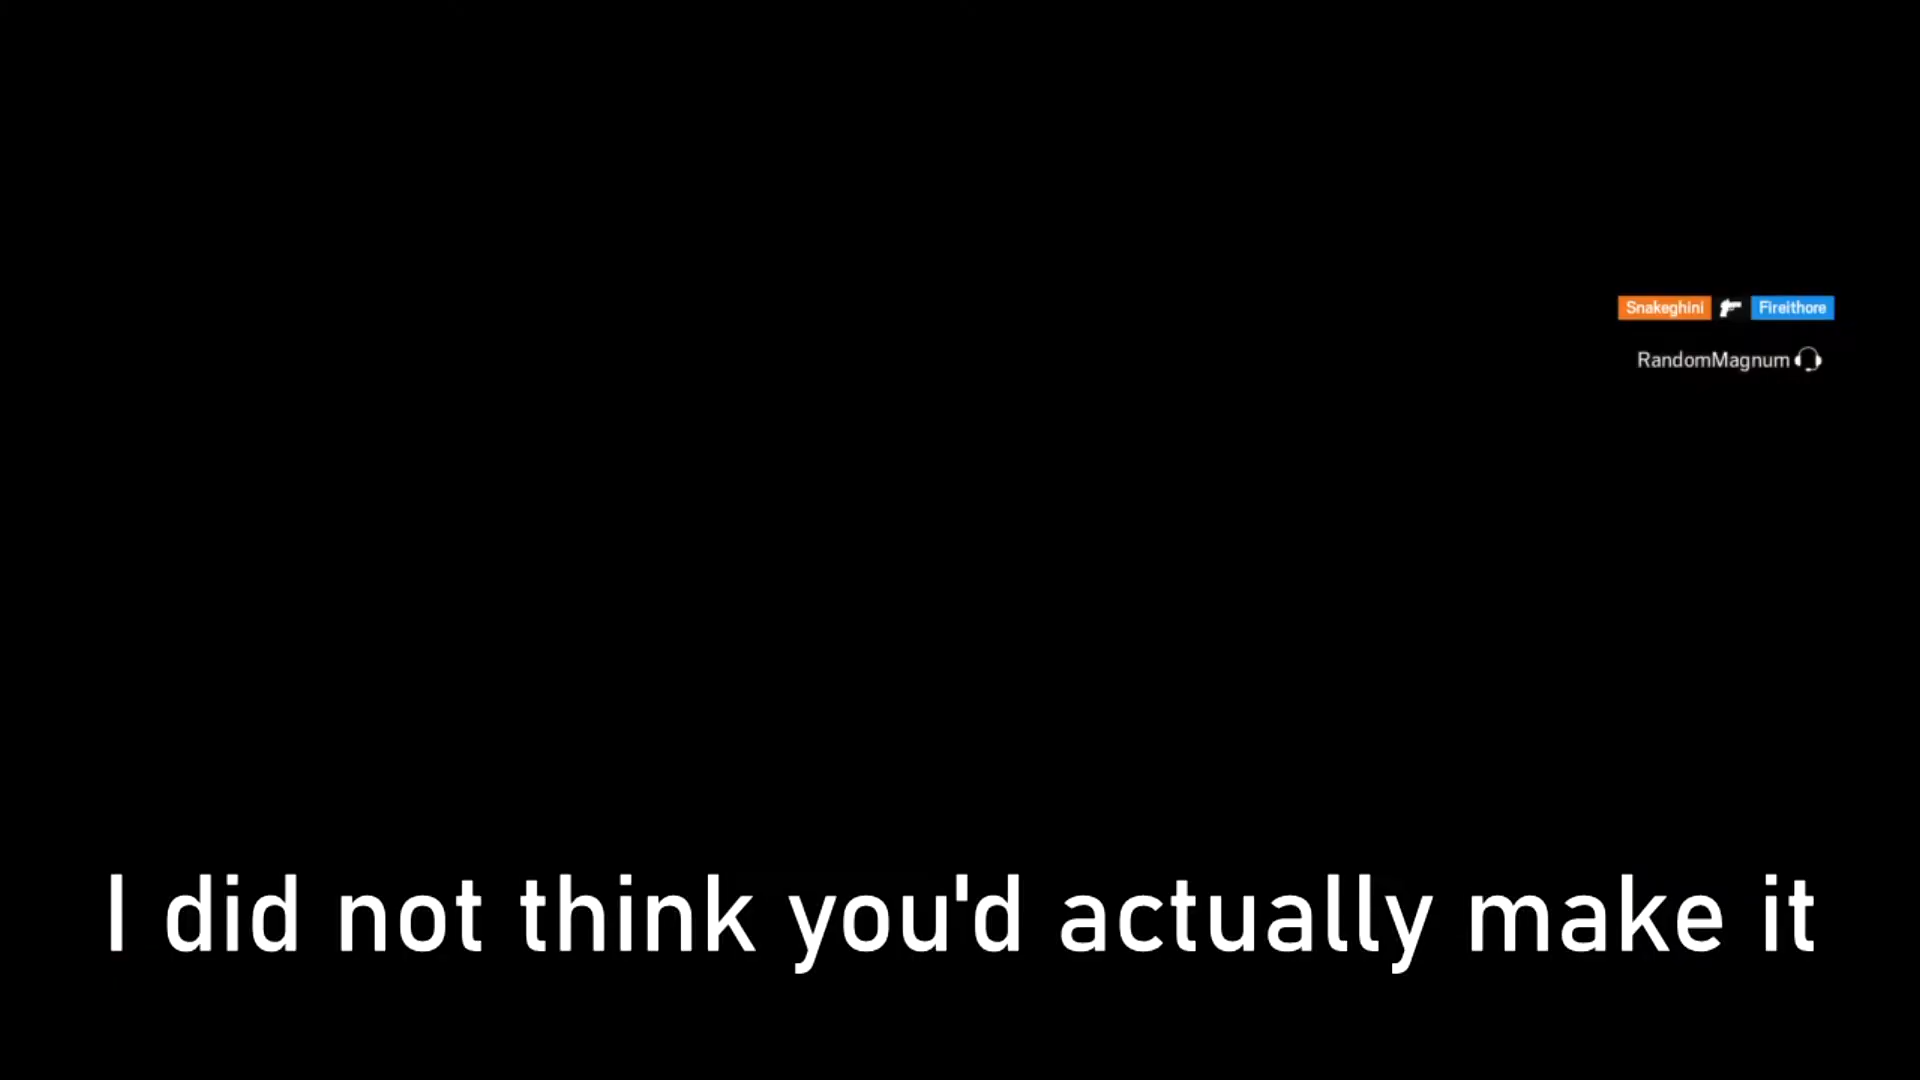 Snakeghini Fireithore
RandomMagnum
I did not think you'd actually make it